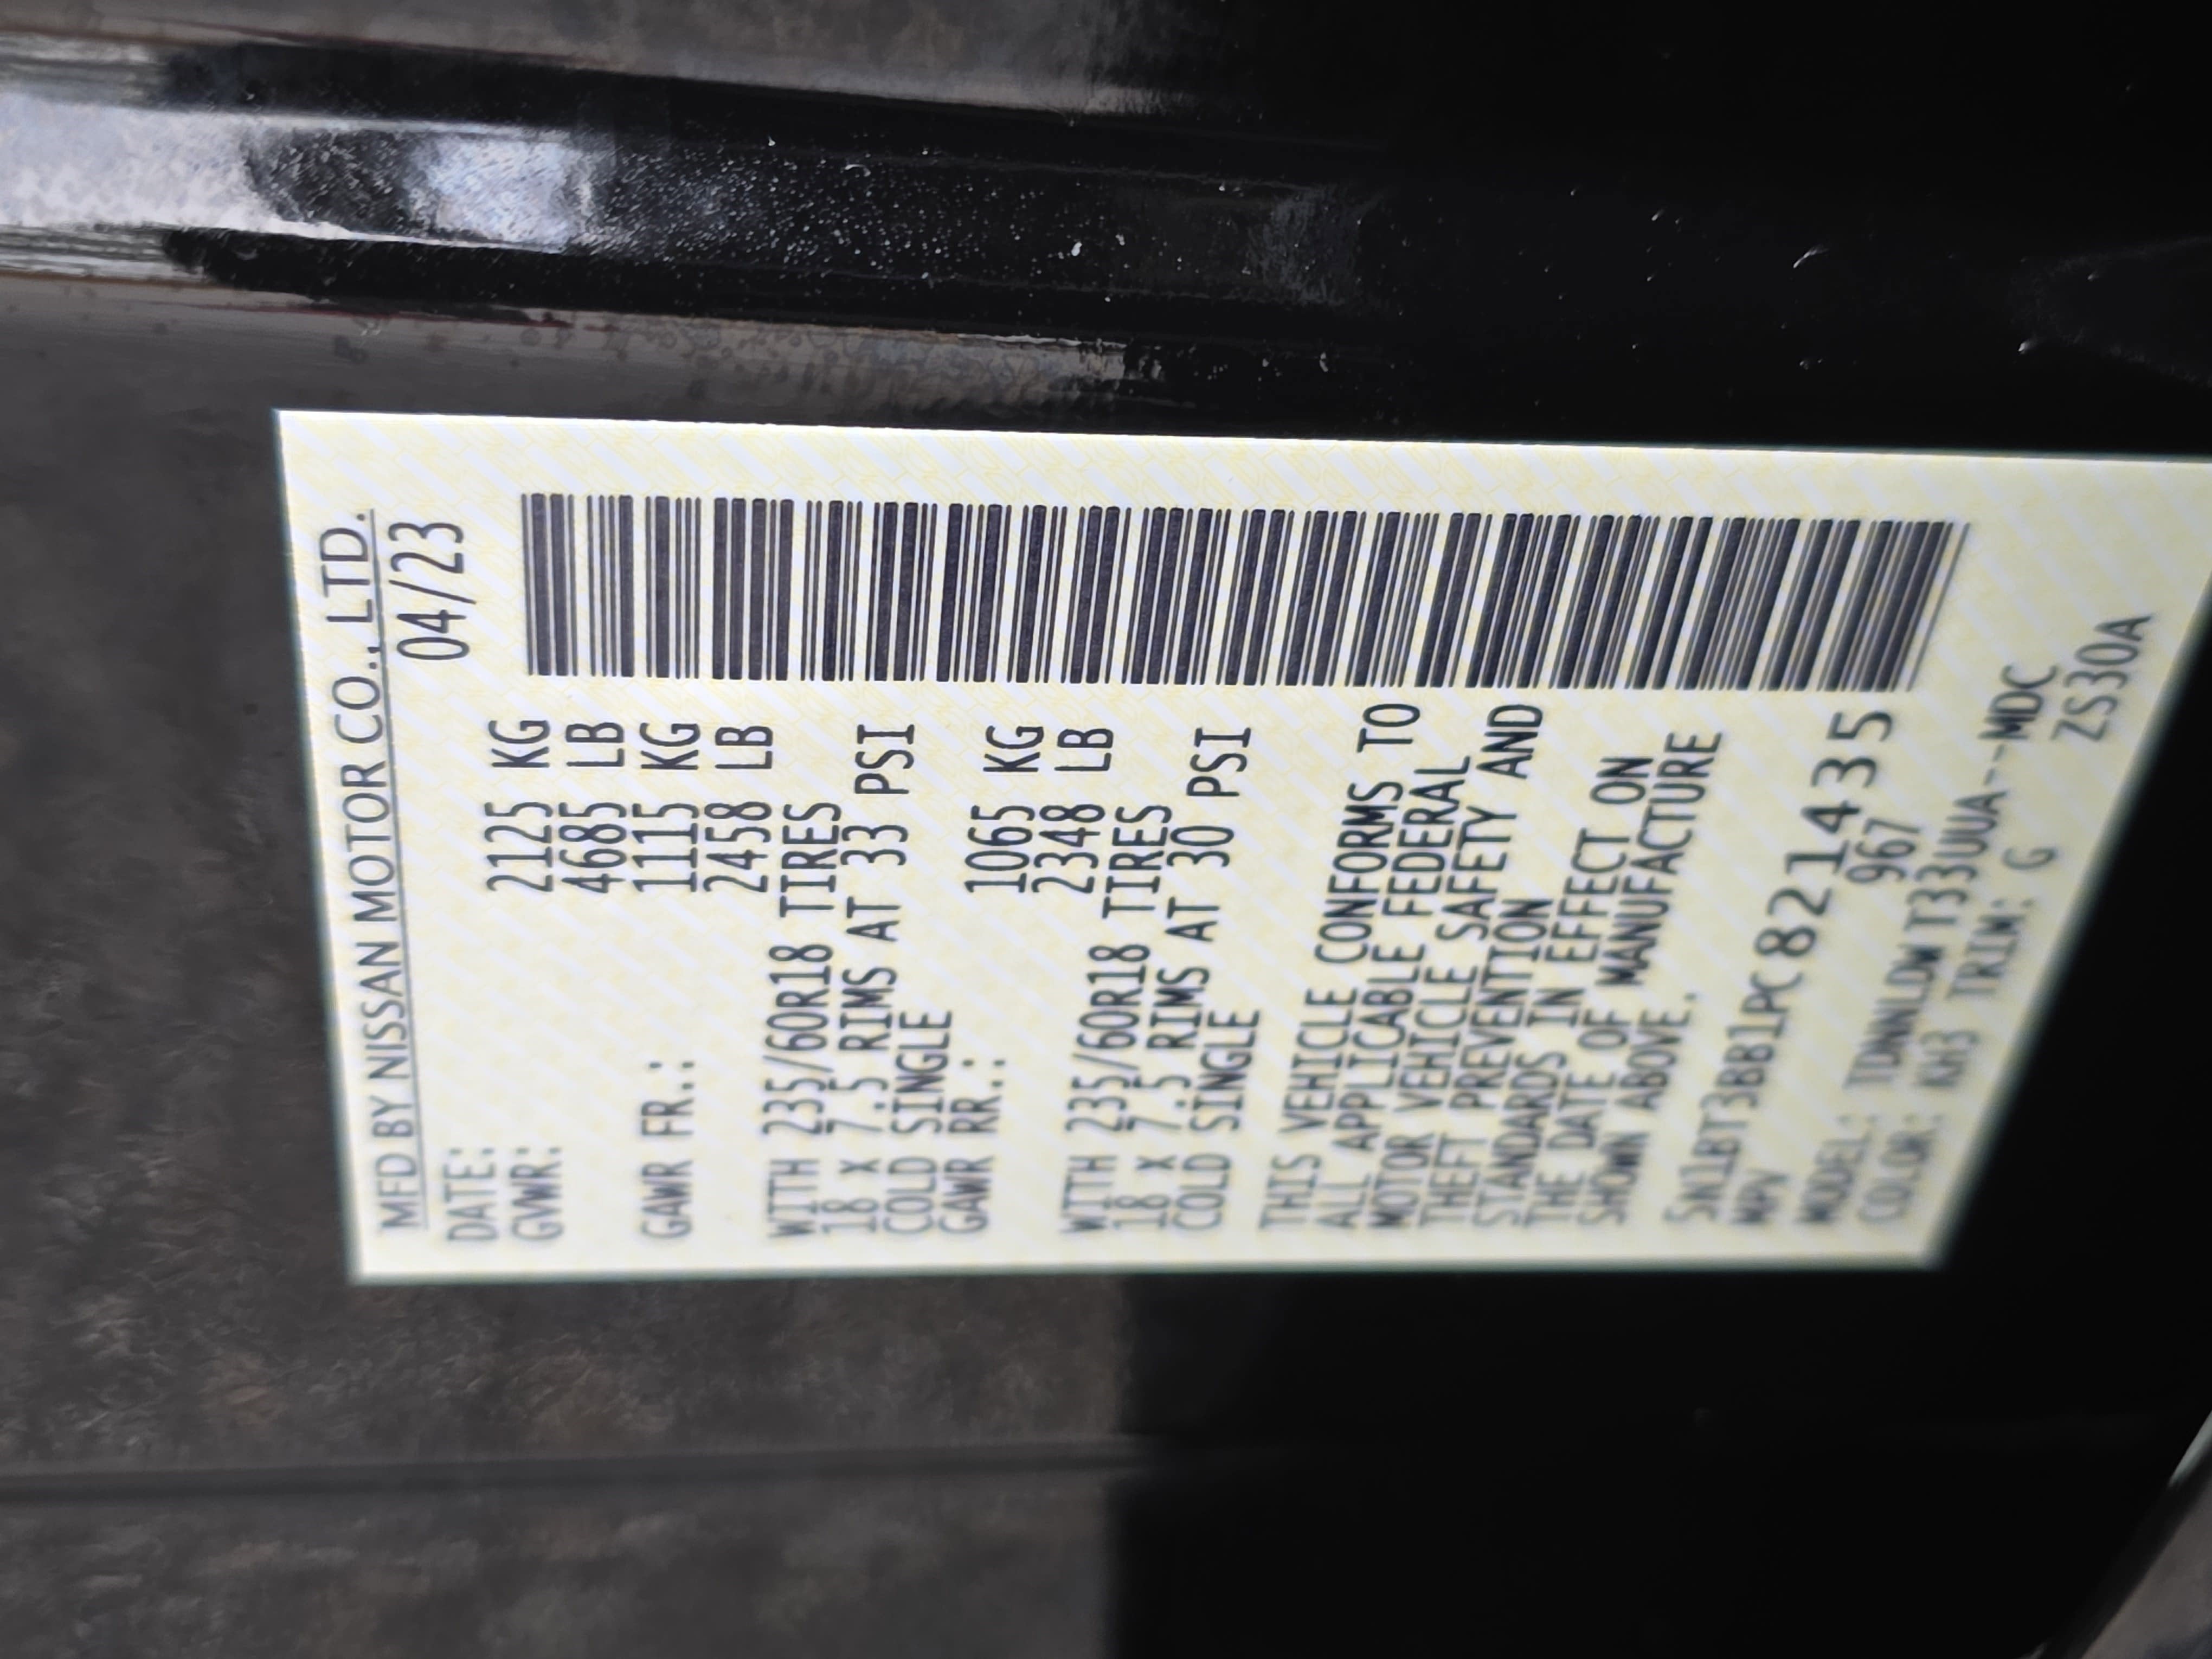 MFD BY NISSAN MOTOR CO., LTD.
DATE: 04/23
GVWR: 2125 KG
4685 LB
GAWR FR.: 1115 KG
2458 LB
WITH 235/60R18 TIRES
18 x 7.5 RIMS AT 33 PSI
COLD SINGLE
GAWR RR.: 1065 KG
2348 LB
WITH 235/60R18 TIRES
18 x 7.5 RIMS AT 30 PSI
COLD SINGLE
THIS VEHICLE CONFORMS TO
ALL APPLICABLE FEDERAL
MOTOR VEHICLE SAFETY AND
THEFT PREVENTION
STANDARDS IN EFFECT ON
THE DATE OF MANUFACTURE
SHOWN ABOVE.
5N1BT3BB1PC821435
MPV 967
MODEL: TDNNLDWT33UUA--MDC
COLOR: KH3 TRIM: G
ZS30A